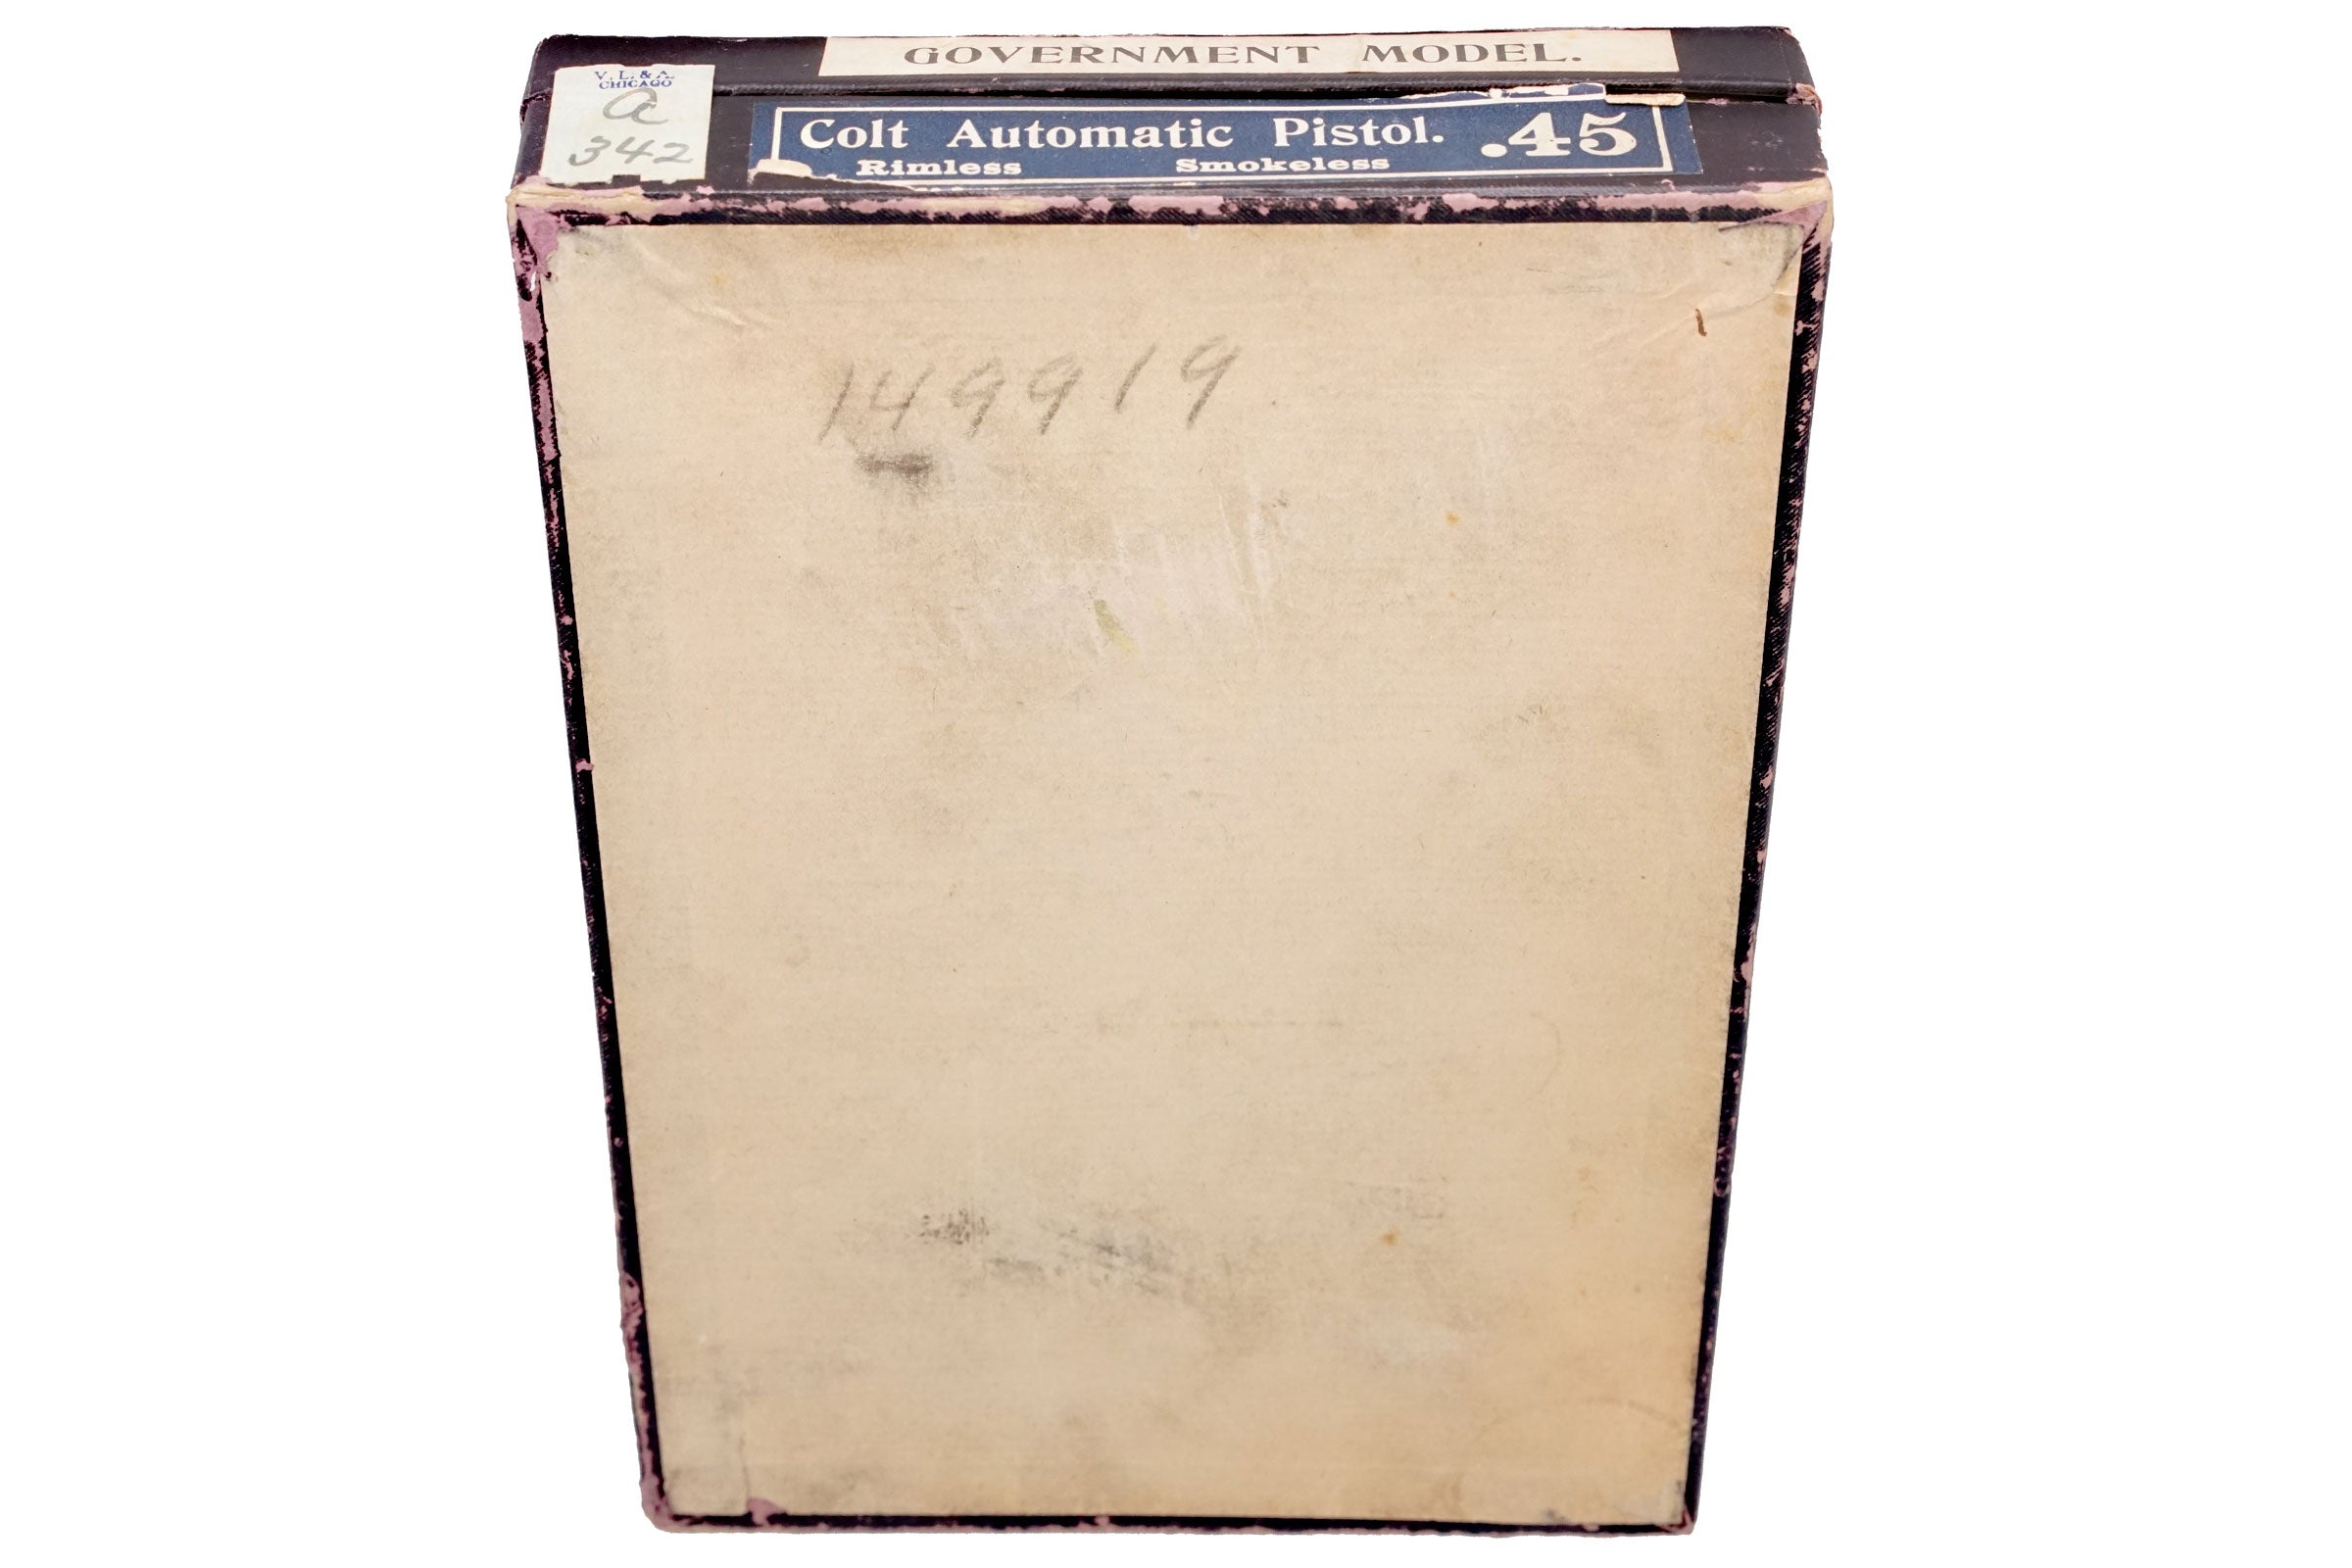 GOVERNMENT MODEL.
V. L. & A.
CHICAGO
a
342
Colt Automatic Pistol. .45
Rimless Smokeless
149919